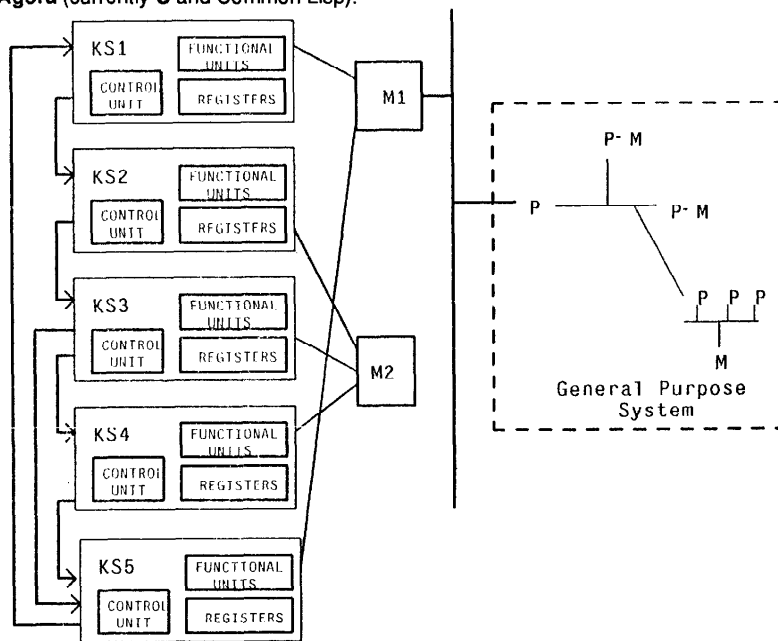 Agora (currently C and Common Lisp).
KS1
FUNCTIONAL
UNITS
CONTROL
UNIT
REGISTERS
M1
KS2
FUNCTIONAL
UNITS
CONTROL
UNIT
REGISTERS
KS3
FUNCTIONAL
UNITS
CONTROL
UNIT
REGISTERS
M2
KS4
FUNCTIONAL
UNITS
CONTROL
UNIT
REGISTERS
KS5
FUNCTIONAL
UNITS
CONTROL
UNIT
REGISTERS
P- M
P
P- M
P P P
M
General Purpose
System